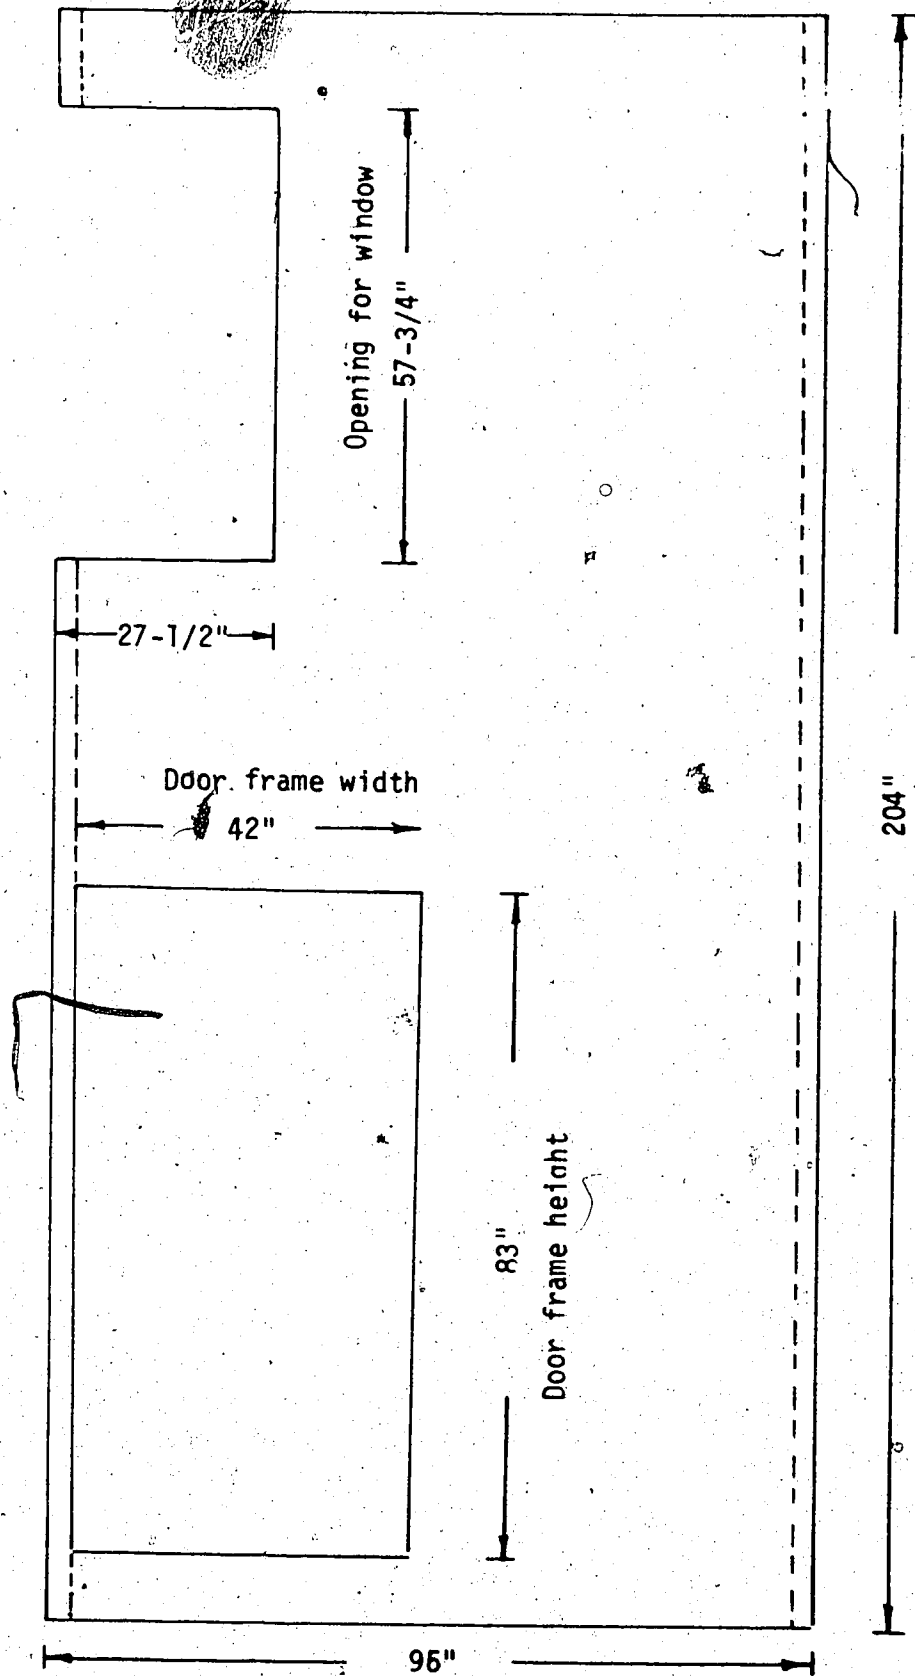 Opening for window
57-3/4"
27-1/2"
Door frame width
42"
204"
83"
Door frame height
96"